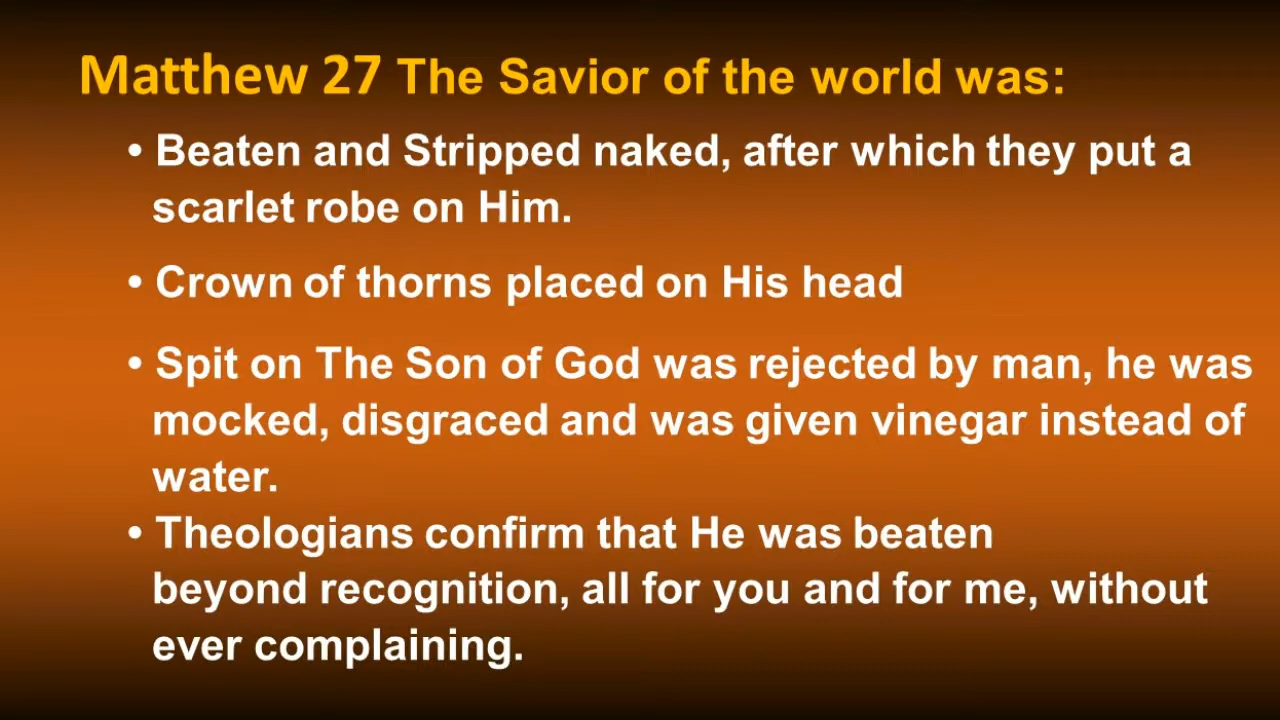 Matthew 27 The Savior of the world was:
• Beaten and Stripped naked, after which they put a
scarlet robe on Him.
• Crown of thorns placed on His head
• Spit on The Son of God was rejected by man, he was
mocked, disgraced and was given vinegar instead of
water.
• Theologians confirm that He was beaten
beyond recognition, all for you and for me, without
ever complaining.